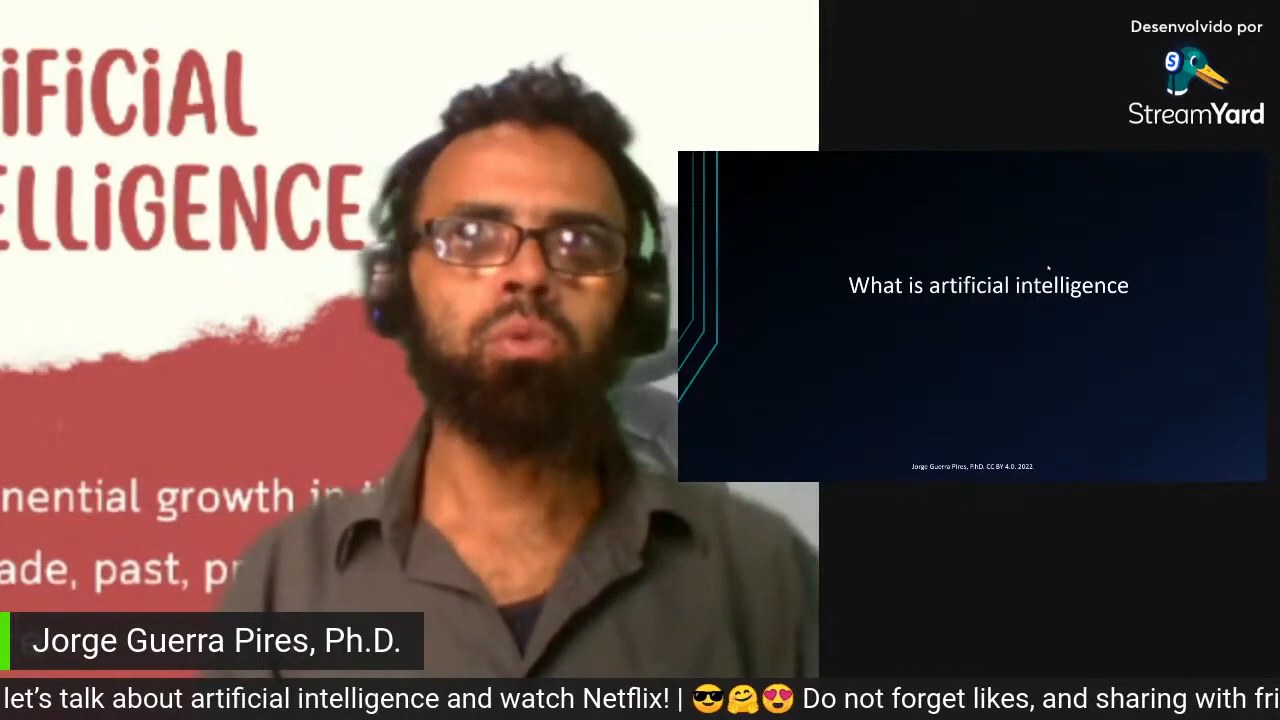 iFiCiAL
ELLiGENCE
nential growth in
ade, past, pr
Desenvolvido por
StreamYard
What is artificial intelligence
Jorge Guerra Pires, P.hD. CC BY 4.0. 2022
Jorge Guerra Pires, Ph.D.
let’s talk about artificial intelligence and watch Netflix! | 😎🤗😍 Do not forget likes, and sharing with fri